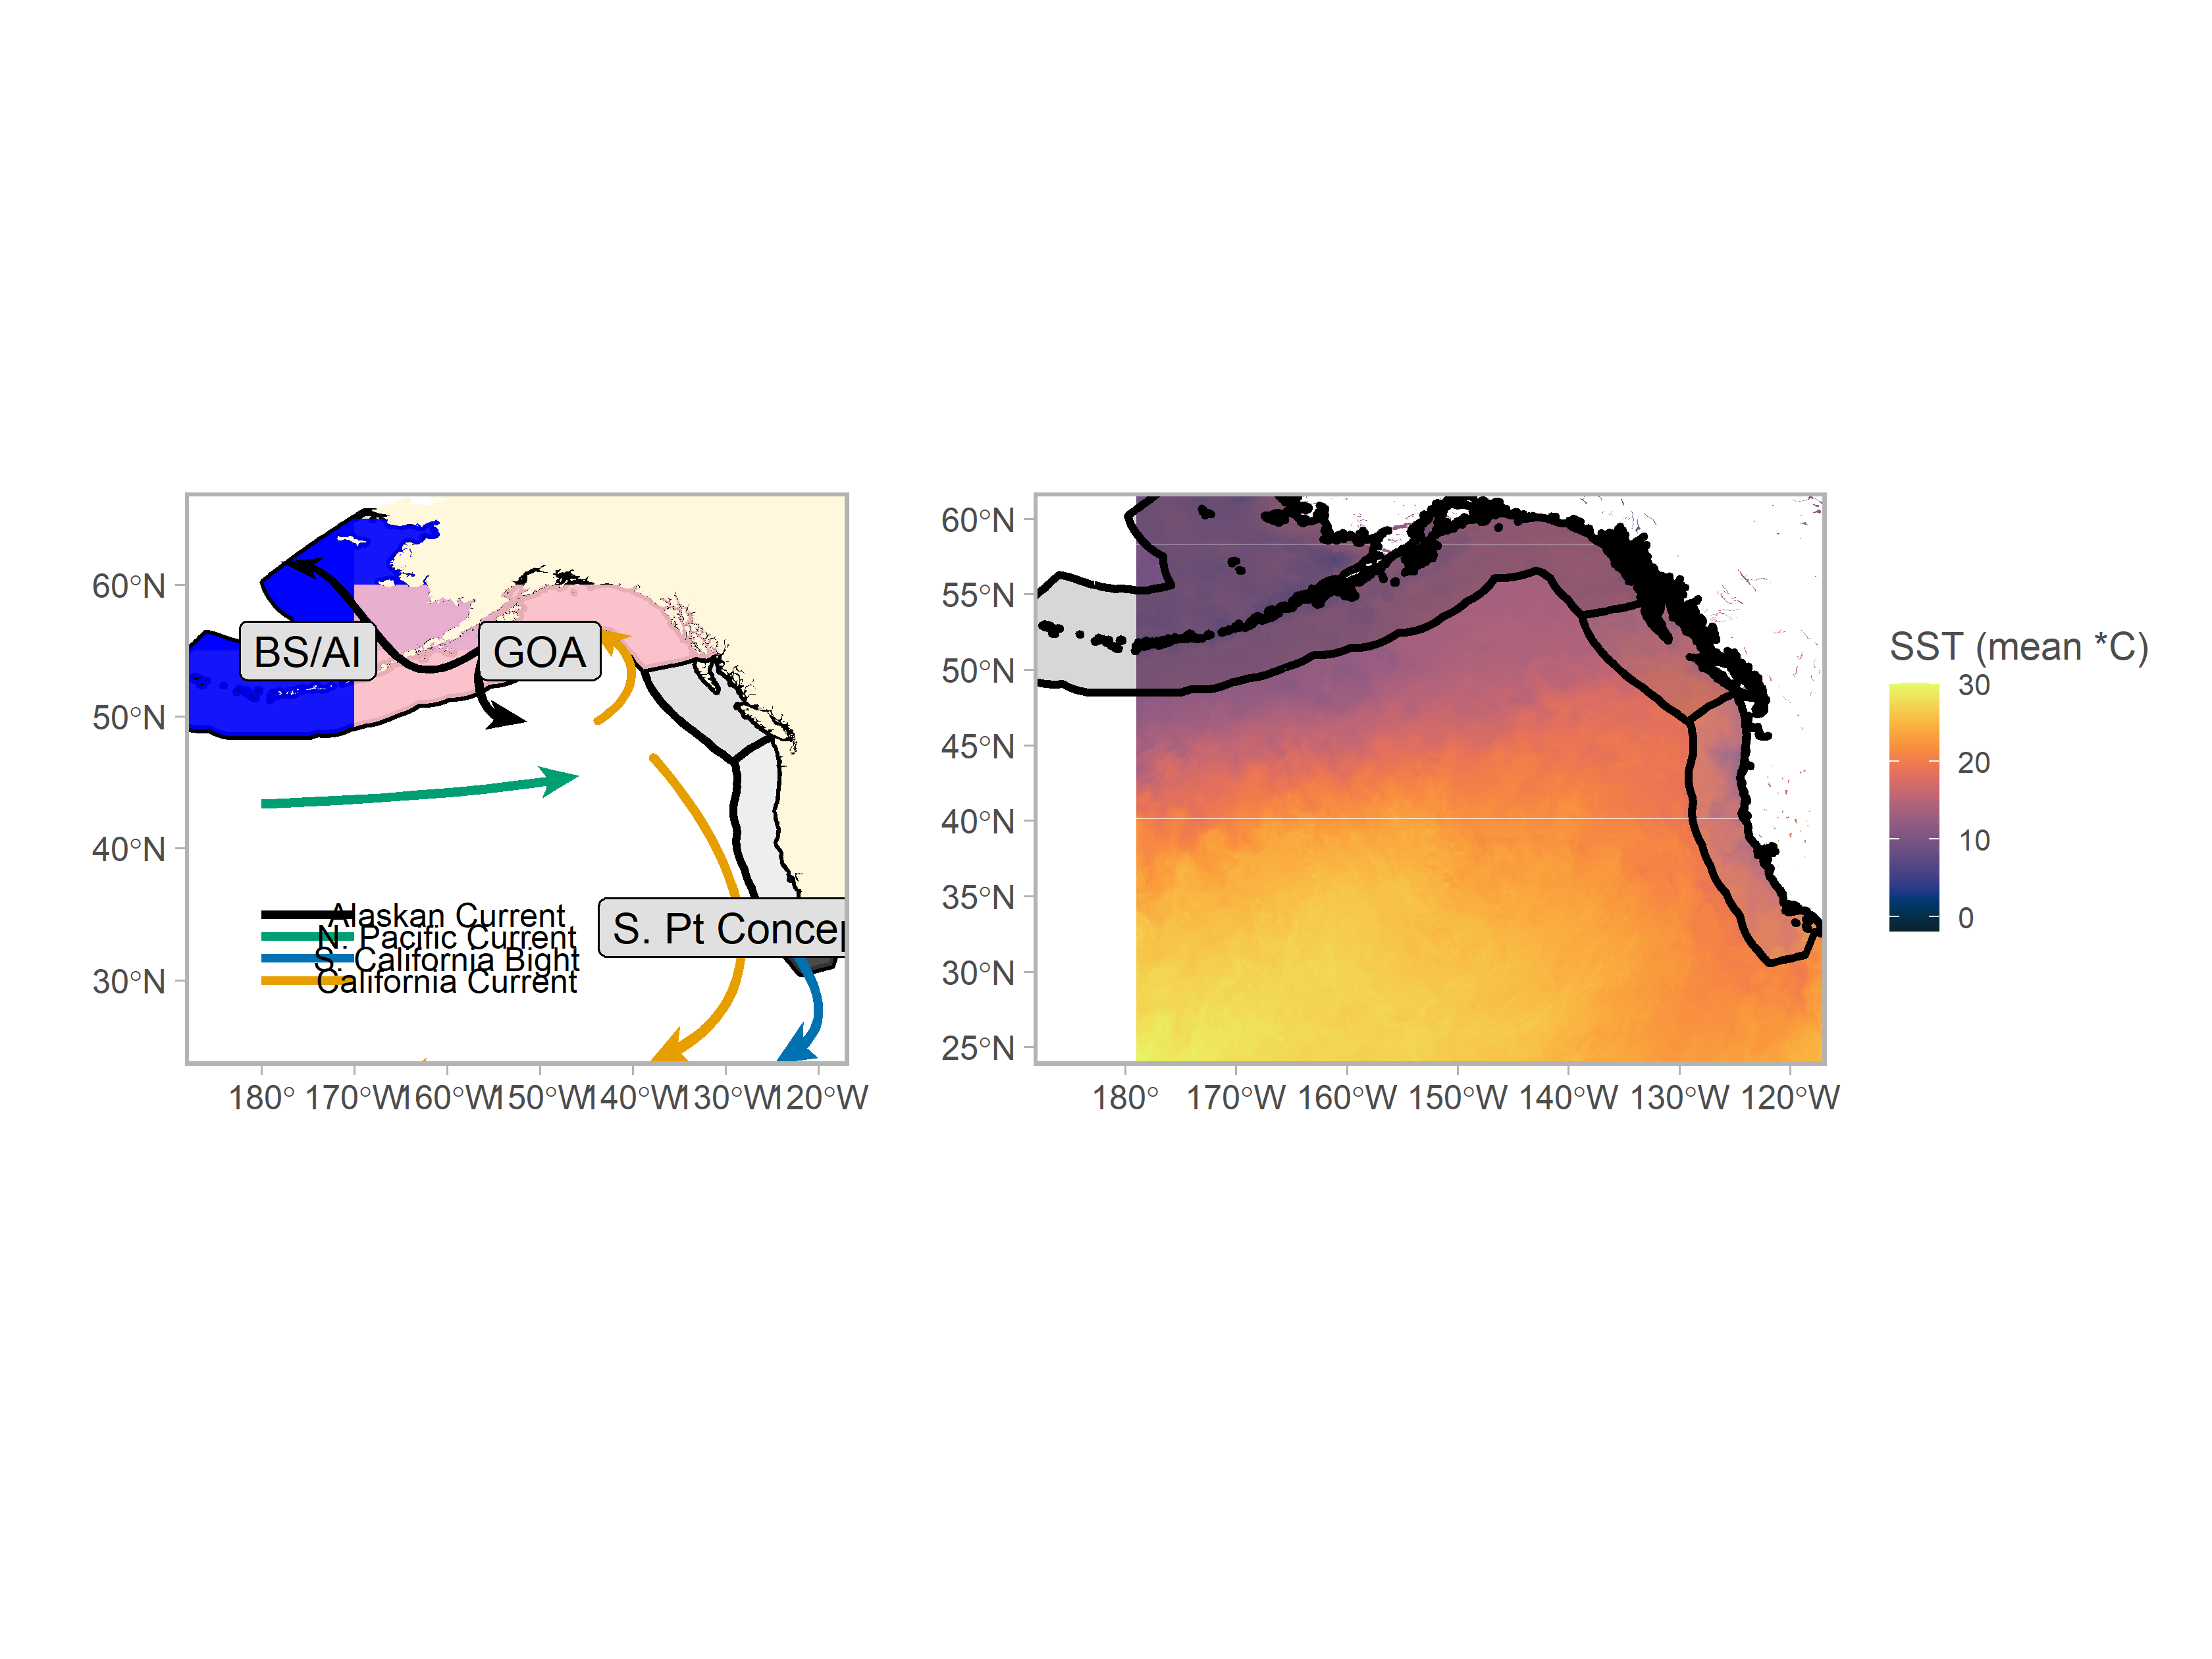 60°N
50°N
40°N
30°N
BS/AI
GOA
S. Pt Concep
Alaskan Current
N. Pacific Current
S. California Bight
California Current
180° 170°W 160°W 150°W 140°W 130°W 120°W
60°N
55°N
50°N
45°N
40°N
35°N
30°N
25°N
180° 170°W 160°W 150°W 140°W 130°W 120°W
SST (mean *C)
30
20
10
0